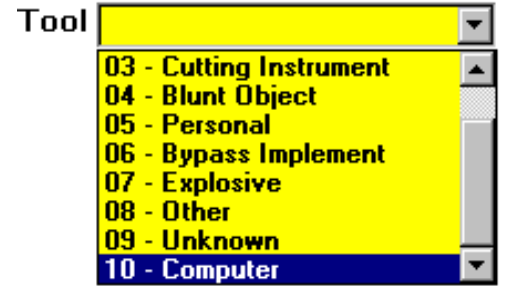 Tool
03 - Cutting Instrument
04 - Blunt Object
05 - Personal
06 - Bypass Implement
07 - Explosive
08 - Other
09 - Unknown
10 - Computer